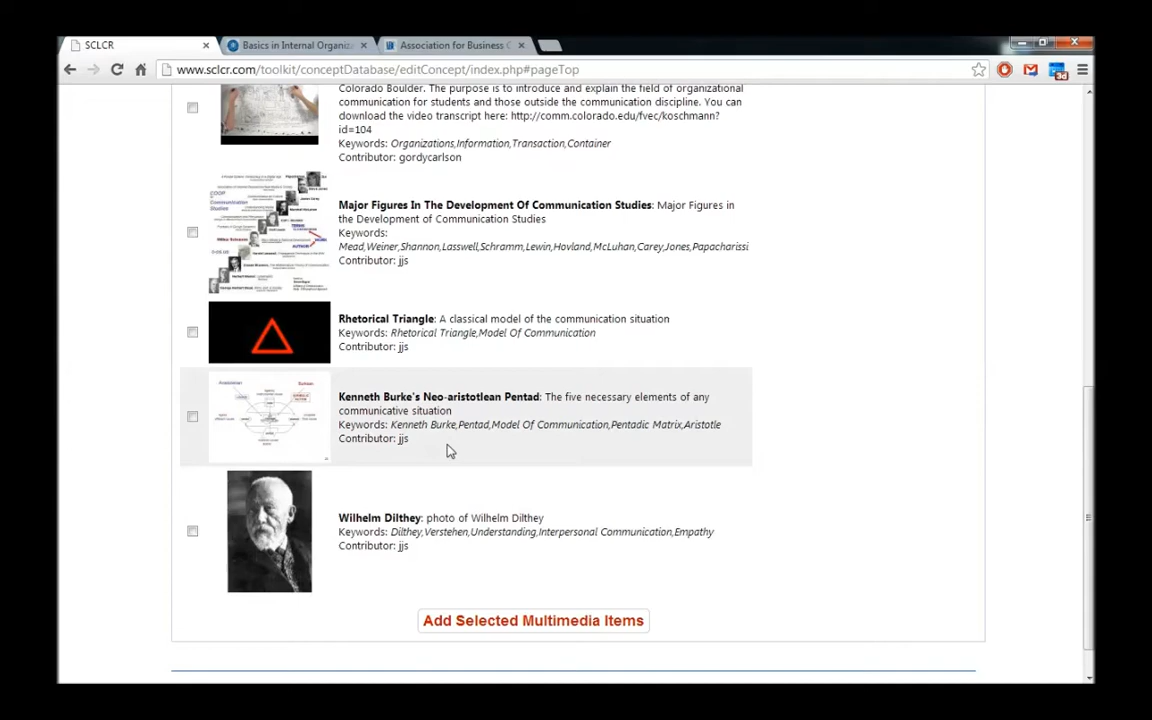 SCLCR
Basics in Internal Organiz
Association for Business C
www.sclcr.com/toolkit/conceptDatabase/editConcept/index.php#pageTop
Colorado Boulder. The purpose is to introduce and explain the field of organizational
communication for students and those outside the communication discipline. You can
download the video transcript here: http://comm.colorado.edu/fvec/koschmann?
id=104
Keywords: Organizations,Information,Transaction,Container
Contributor: gordycarlson
Major Figures In The Development Of Communication Studies: Major Figures in
the Development of Communication Studies
Keywords:
Mead,Weiner,Shannon,Lasswell,Schramm,Lewin,Hovland,McLuhan,Carey,Jones,Papacharissi
Contributor: jjs
Rhetorical Triangle: A classical model of the communication situation
Keywords: Rhetorical Triangle,Model Of Communication
Contributor: jjs
Kenneth Burke's Neo-aristotlean Pentad: The five necessary elements of any
communicative situation
Keywords: Kenneth Burke,Pentad,Model Of Communication,Pentadic Matrix,Aristotle
Contributor: jjs
Wilhelm Dilthey: photo of Wilhelm Dilthey
Keywords: Dilthey,Verstehen,Understanding,Interpersonal Communication,Empathy
Contributor: jjs
Add Selected Multimedia Items